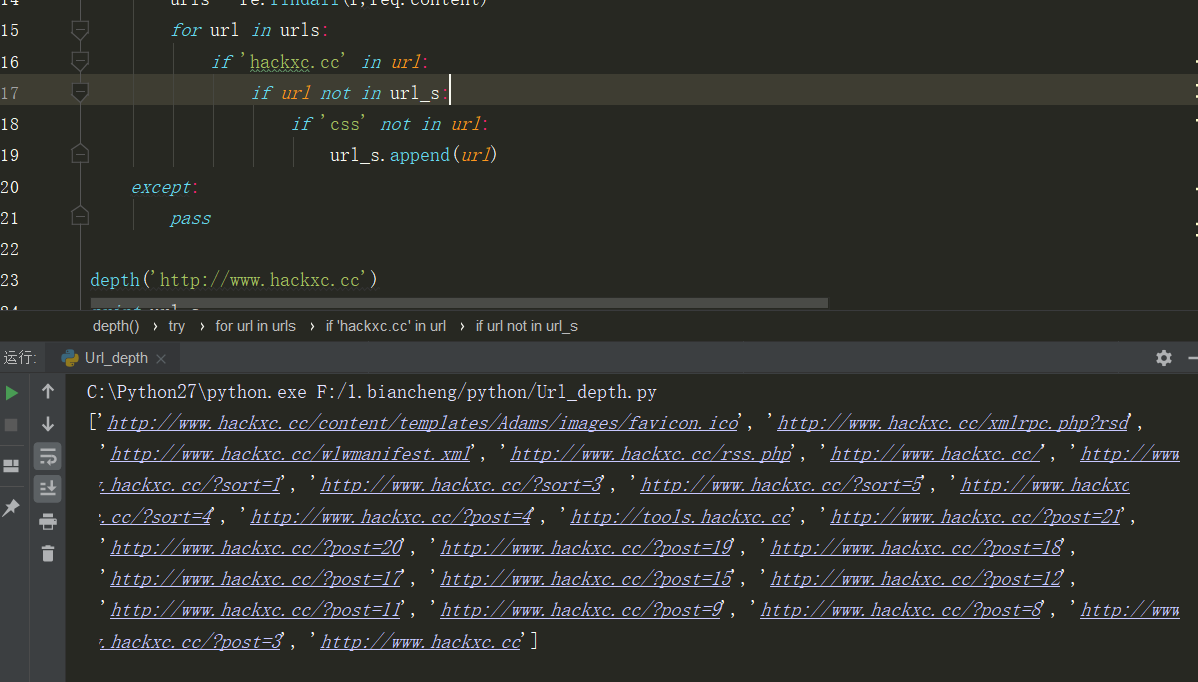 14 urls = re.findall(r,req.content)
15 for url in urls:
16 if 'hackxc.cc' in url:
17 if url not in url_s:
18 if 'css' not in url:
19 url_s.append(url)
20 except:
21 pass
22
23 depth('http://www.hackxc.cc')
24 print url_s
depth() › try › for url in urls › if 'hackxc.cc' in url › if url not in url_s
运行: Url_depth
C:\Python27\python.exe F:/1.biancheng/python/Url_depth.py
['http://www.hackxc.cc/content/templates/Adams/images/favicon.ico', 'http://www.hackxc.cc/xmlrpc.php?rsd',
'http://www.hackxc.cc/wlwmanifest.xml', 'http://www.hackxc.cc/rss.php', 'http://www.hackxc.cc/', 'http://www
.hackxc.cc/?sort=1', 'http://www.hackxc.cc/?sort=3', 'http://www.hackxc.cc/?sort=5', 'http://www.hackxc
.cc/?sort=4', 'http://www.hackxc.cc/?post=4', 'http://tools.hackxc.cc', 'http://www.hackxc.cc/?post=21',
'http://www.hackxc.cc/?post=20', 'http://www.hackxc.cc/?post=19', 'http://www.hackxc.cc/?post=18',
'http://www.hackxc.cc/?post=17', 'http://www.hackxc.cc/?post=15', 'http://www.hackxc.cc/?post=12',
'http://www.hackxc.cc/?post=11', 'http://www.hackxc.cc/?post=9', 'http://www.hackxc.cc/?post=8', 'http://www
.hackxc.cc/?post=3', 'http://www.hackxc.cc']